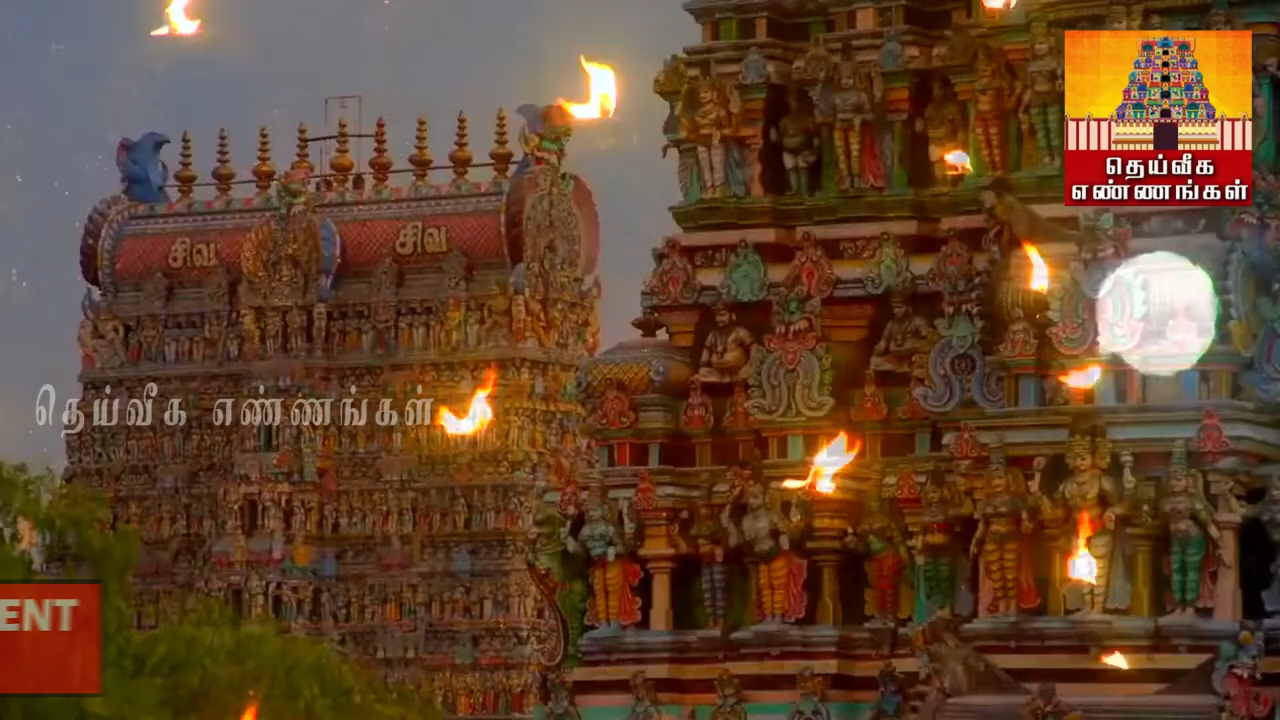 தெய்வீக
எண்ணங்கள்
சிவ
சிவ
தெய்வீக எண்ணங்கள்
ENT